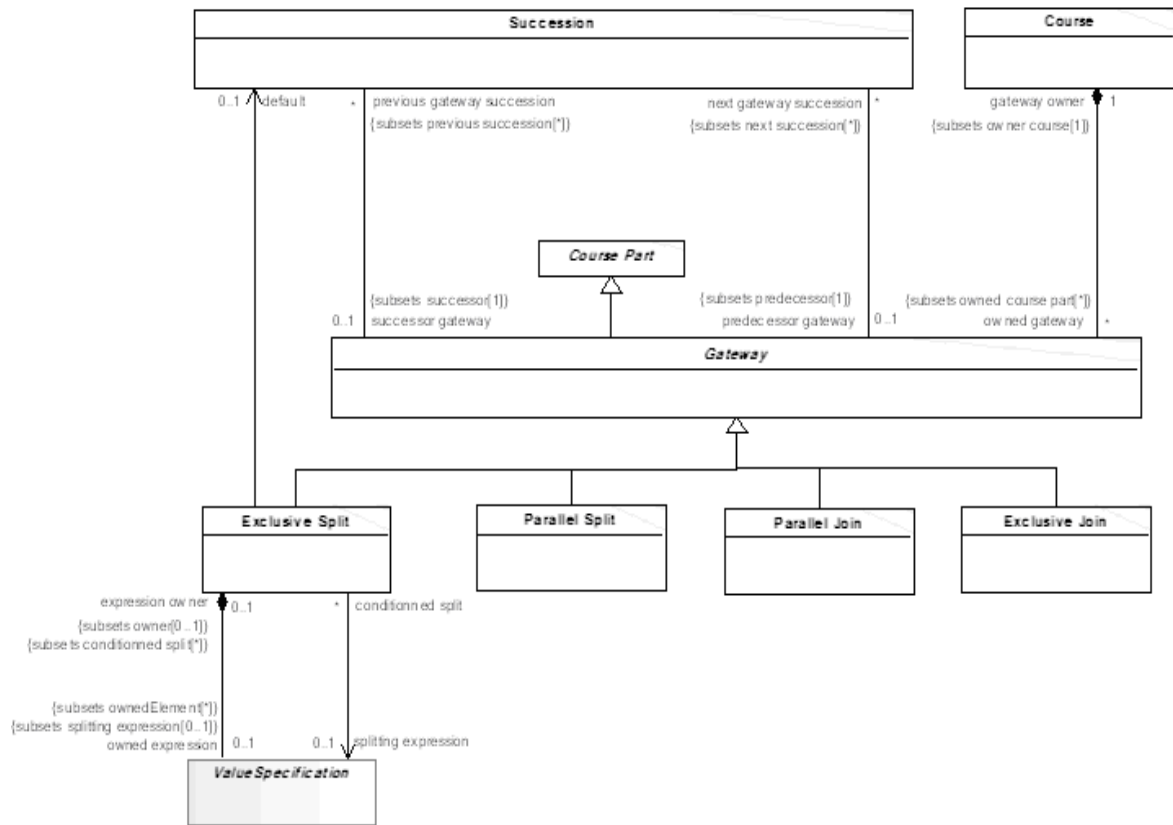 Succession
Course
0..1
default
*
previous gateway succession
{subsets previous succession[*]}
next gateway succession
*
{subsets next succession[*]}
gateway owner
1
{subsets owner course[1]}
Course Part
{subsets successor[1]}
0..1
successor gateway
{subsets predecessor[1]}
predecessor gateway
0..1
{subsets owned course part[*]}
owned gateway
*
Gateway
Exclusive Split
Parallel Split
Parallel Join
Exclusive Join
expression owner
0..1
{subsets owner[0..1]}
{subsets conditionned split[*]}
*
conditionned split
{subsets ownedElement[*]}
{subsets splitting expression[0..1]}
owned expression
0..1
0..1
splitting expression
ValueSpecification